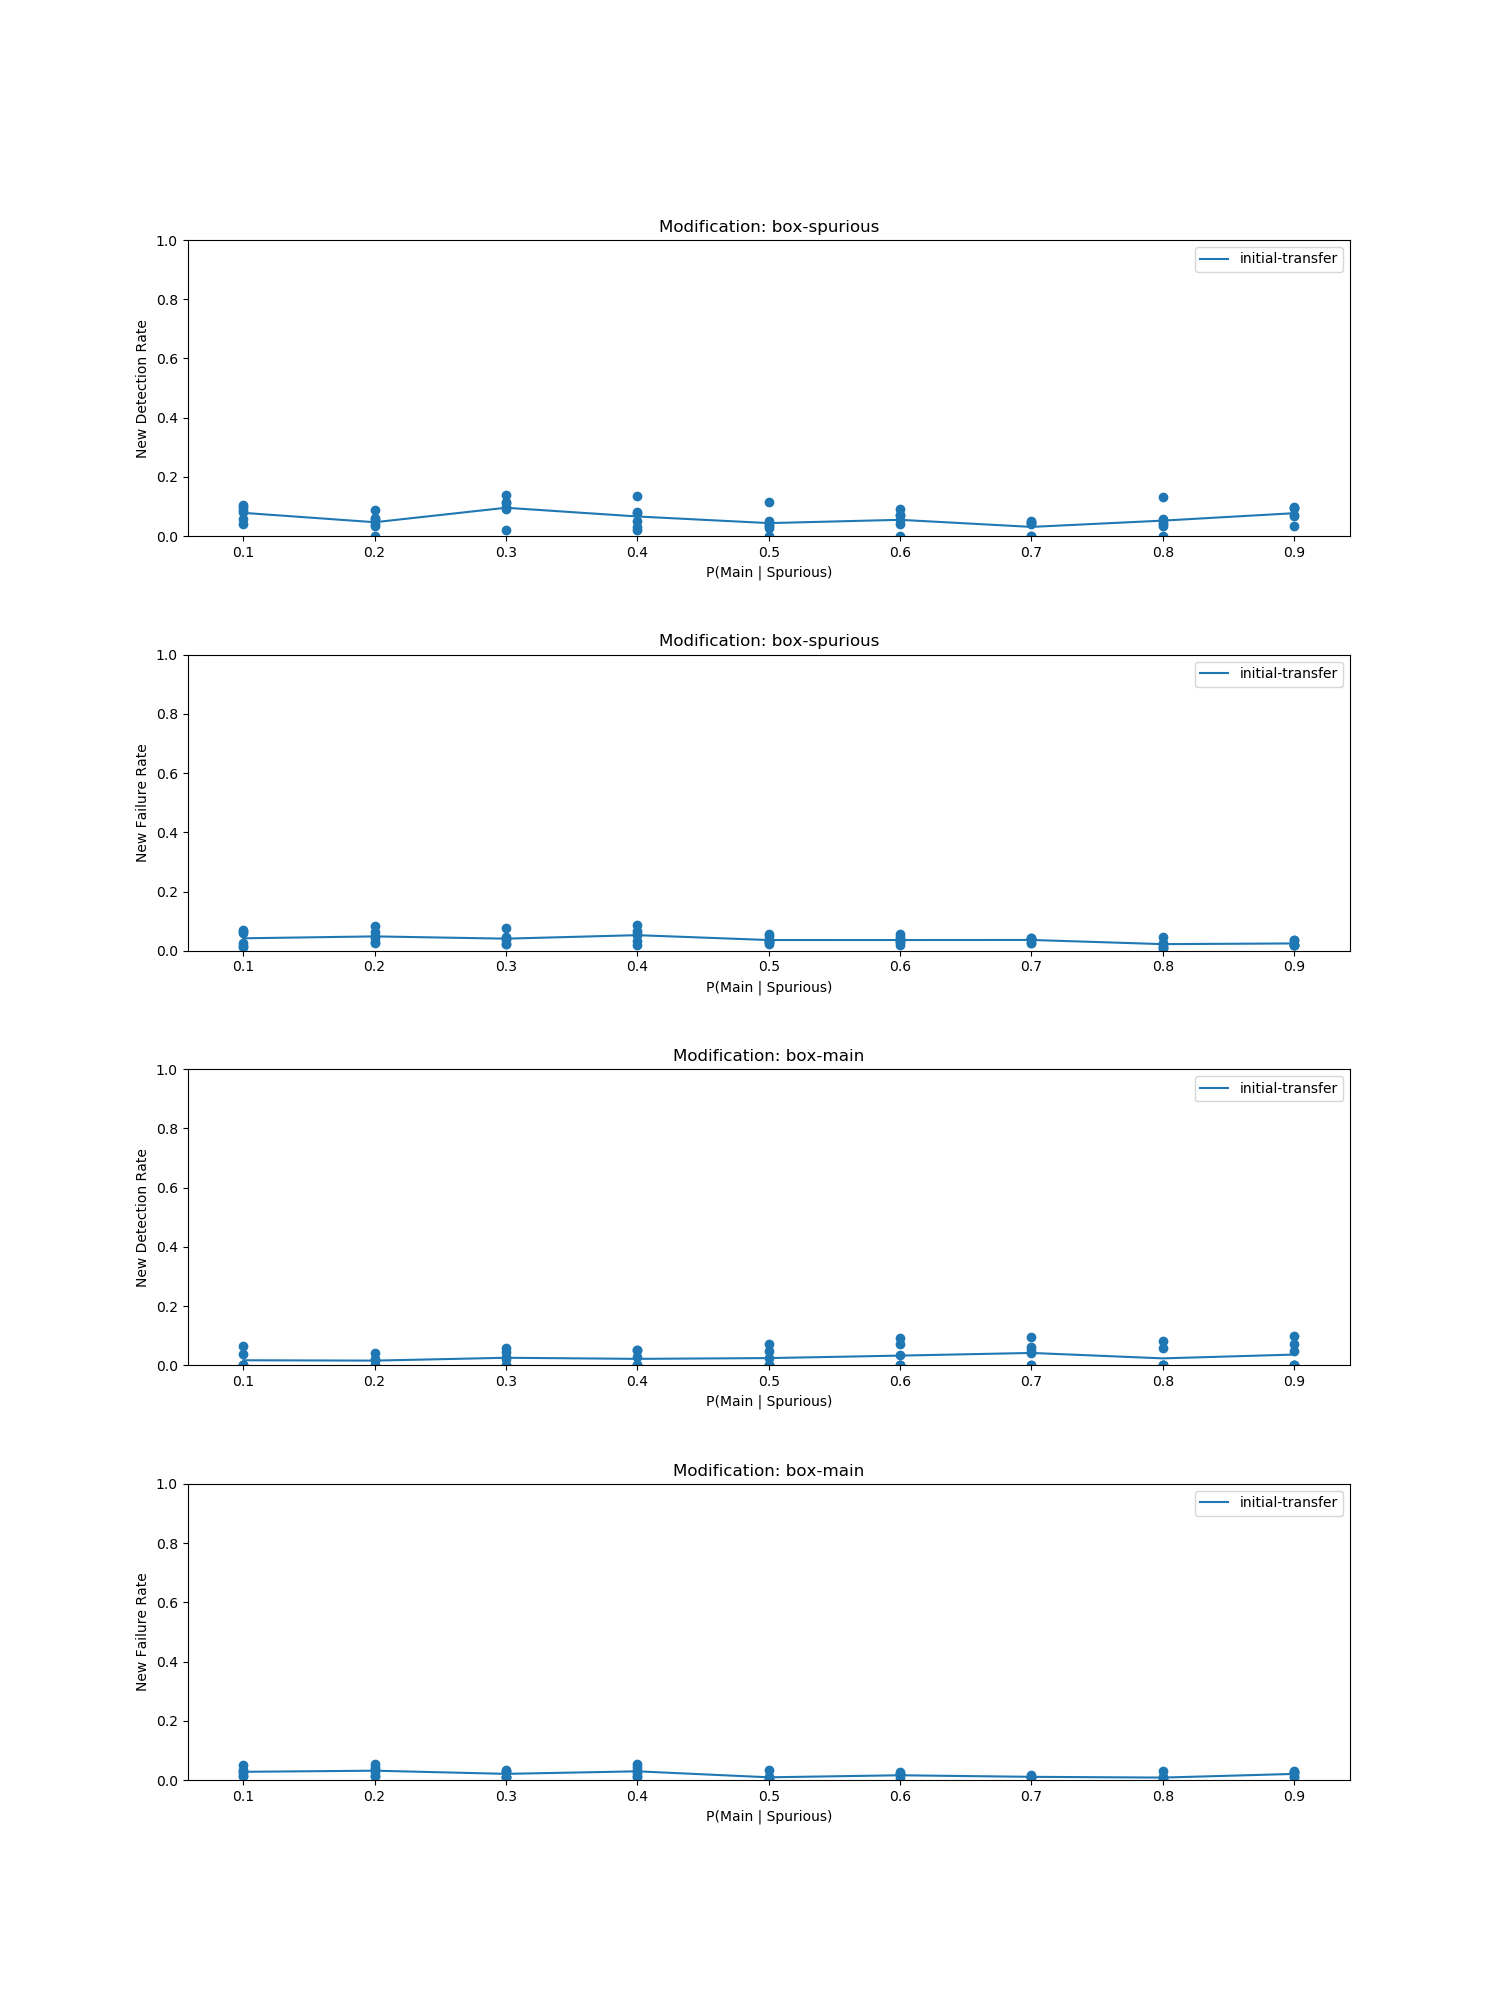 Modification: box-spurious
1.0
0.8
0.6
0.4
0.2
0.0
New Detection Rate
initial-transfer
0.1 0.2 0.3 0.4 0.5 0.6 0.7 0.8 0.9
P(Main | Spurious)
Modification: box-spurious
1.0
0.8
0.6
0.4
0.2
0.0
New Failure Rate
initial-transfer
0.1 0.2 0.3 0.4 0.5 0.6 0.7 0.8 0.9
P(Main | Spurious)
Modification: box-main
1.0
0.8
0.6
0.4
0.2
0.0
New Detection Rate
initial-transfer
0.1 0.2 0.3 0.4 0.5 0.6 0.7 0.8 0.9
P(Main | Spurious)
Modification: box-main
1.0
0.8
0.6
0.4
0.2
0.0
New Failure Rate
initial-transfer
0.1 0.2 0.3 0.4 0.5 0.6 0.7 0.8 0.9
P(Main | Spurious)